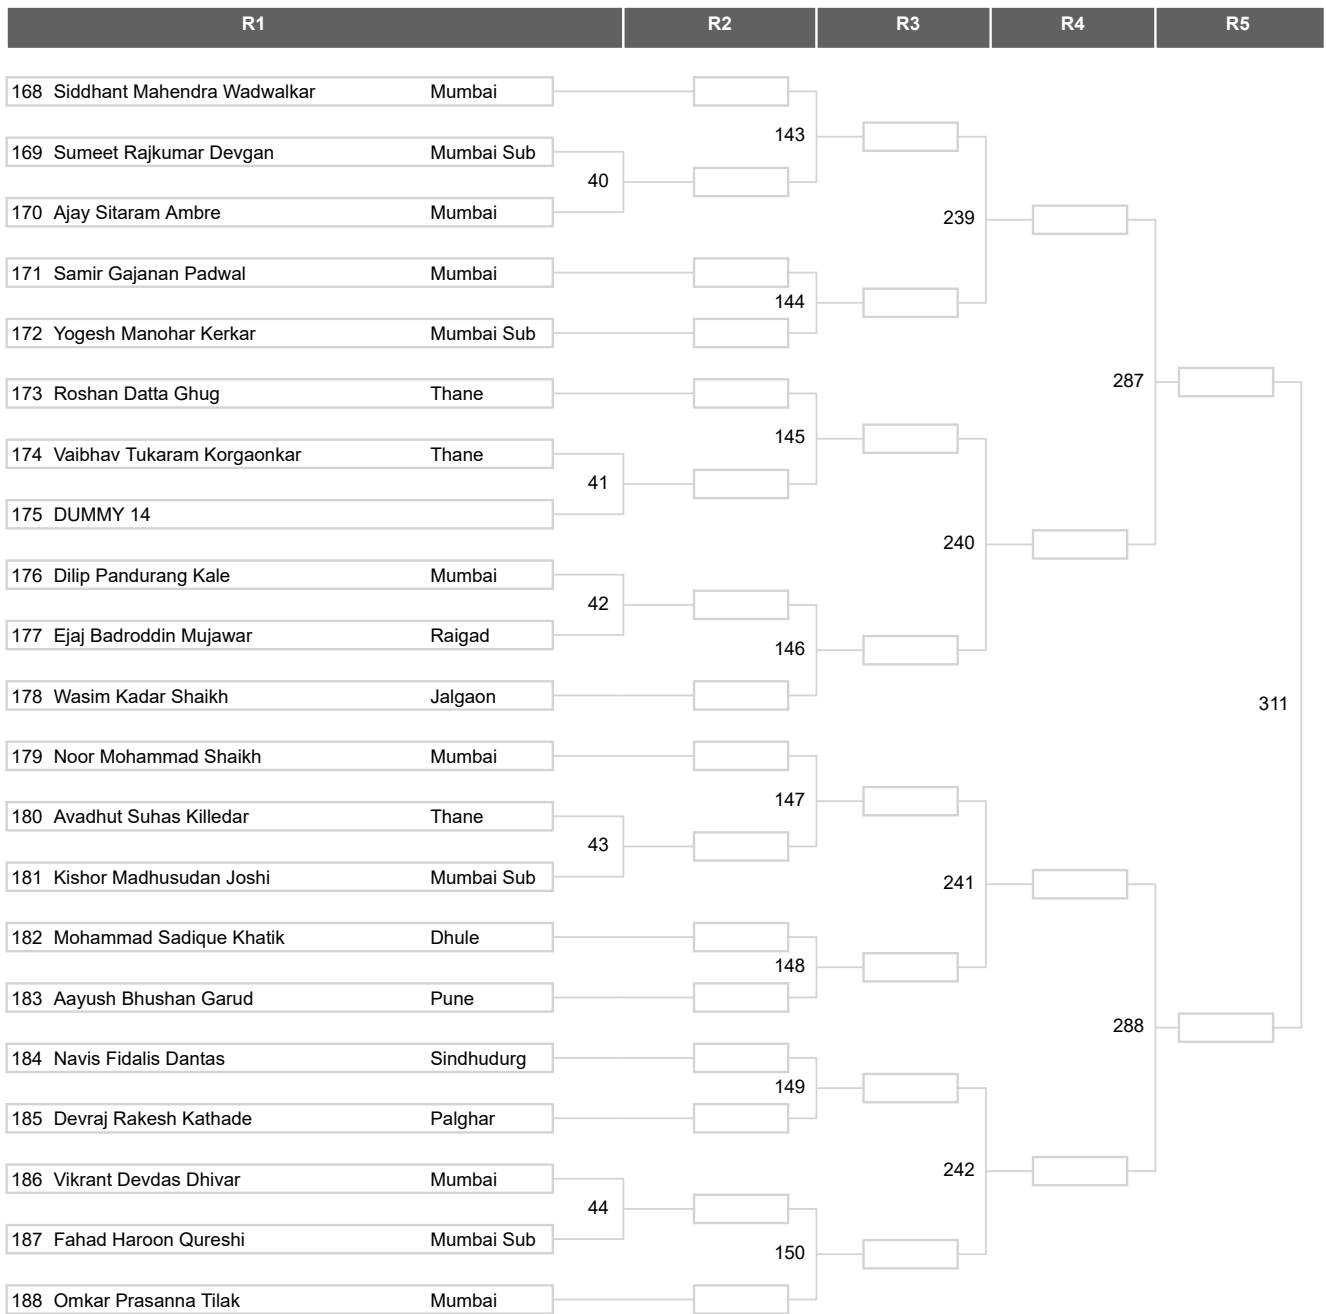 R1 R2 R3 R4 R5
168 Siddhant Mahendra Wadwalkar Mumbai
143
169 Sumeet Rajkumar Devgan Mumbai Sub
40
170 Ajay Sitaram Ambre Mumbai
239
171 Samir Gajanan Padwal Mumbai
144
172 Yogesh Manohar Kerkar Mumbai Sub
287
173 Roshan Datta Ghug Thane
145
174 Vaibhav Tukaram Korgaonkar Thane
41
175 DUMMY 14
240
176 Dilip Pandurang Kale Mumbai
42
177 Ejaj Badroddin Mujawar Raigad
146
178 Wasim Kadar Shaikh Jalgaon
311
179 Noor Mohammad Shaikh Mumbai
147
180 Avadhut Suhas Killedar Thane
43
181 Kishor Madhusudan Joshi Mumbai Sub
241
182 Mohammad Sadique Khatik Dhule
148
183 Aayush Bhushan Garud Pune
288
184 Navis Fidalis Dantas Sindhudurg
149
185 Devraj Rakesh Kathade Palghar
242
186 Vikrant Devdas Dhivar Mumbai
44
187 Fahad Haroon Qureshi Mumbai Sub
150
188 Omkar Prasanna Tilak Mumbai